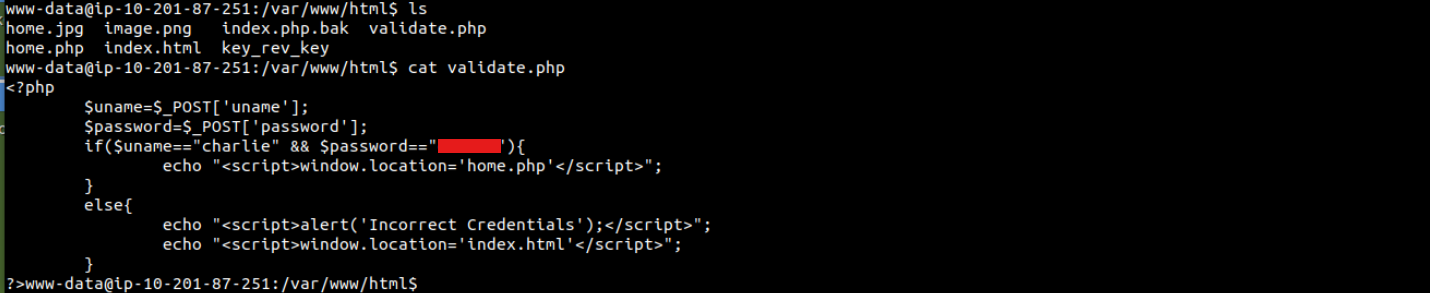 www-data@ip-10-201-87-251:/var/www/html$ ls
home.jpg  image.png   index.php.bak  validate.php
home.php  index.html  key_rev_key
www-data@ip-10-201-87-251:/var/www/html$ cat validate.php
<?php
        $uname=$_POST['uname'];
        $password=$_POST['password'];
        if($uname=="charlie" && $password=="        "){
                echo "<script>window.location='home.php'</script>";
        }
        else{
                echo "<script>alert('Incorrect Credentials');</script>";
                echo "<script>window.location='index.html'</script>";
        }
?>www-data@ip-10-201-87-251:/var/www/html$